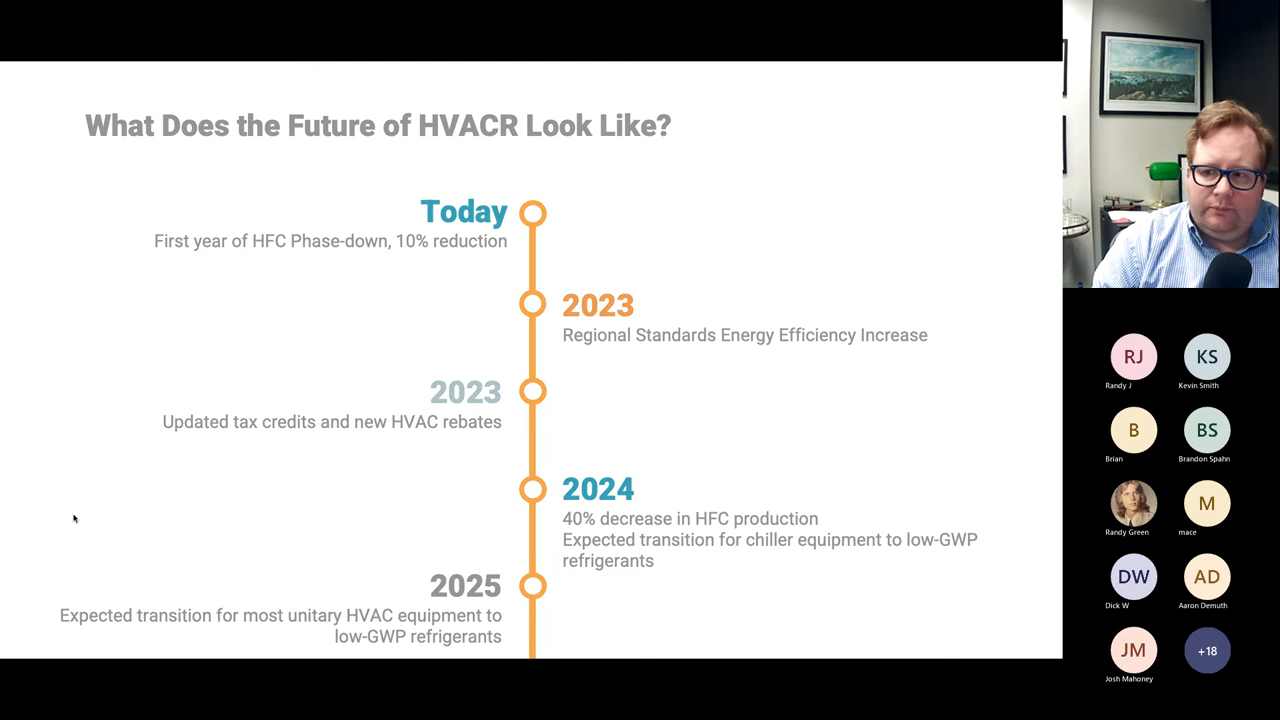 What Does the Future of HVACR Look Like?
Today
First year of HFC Phase-down, 10% reduction
2023
Regional Standards Energy Efficiency Increase
2023
Updated tax credits and new HVAC rebates
2024
40% decrease in HFC production
Expected transition for chiller equipment to low-GWP
refrigerants
2025
Expected transition for most unitary HVAC equipment to
low-GWP refrigerants
RJ
Randy J
KS
Kevin Smith
B
Brian
BS
Brandon Spahn
Randy Green
M
mace
DW
Dick W
AD
Aaron Demuth
JM
Josh Mahoney
+18